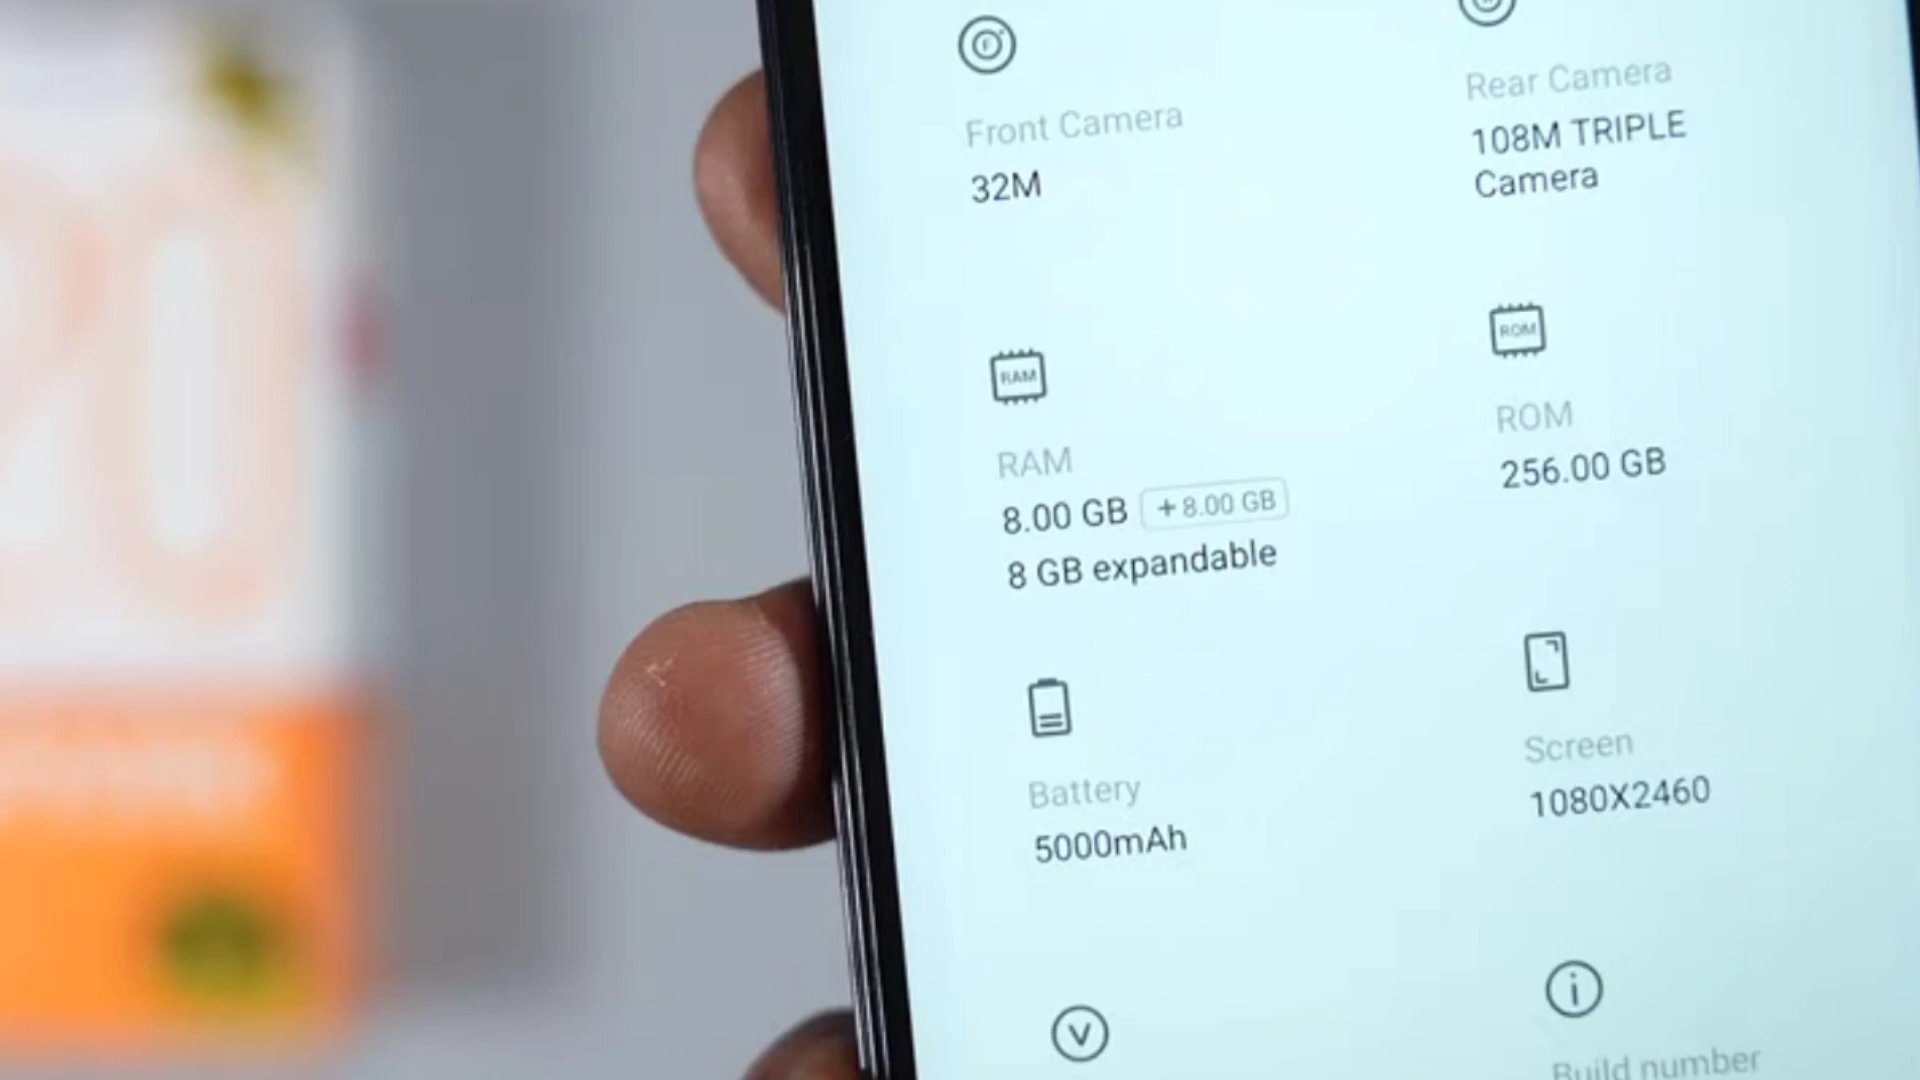 Front Camera
32M
Rear Camera
108M TRIPLE
Camera
RAM
RAM
8.00 GB +8.00 GB
8 GB expandable
ROM
ROM
256.00 GB
Battery
5000mAh
Screen
1080X2460
Build number